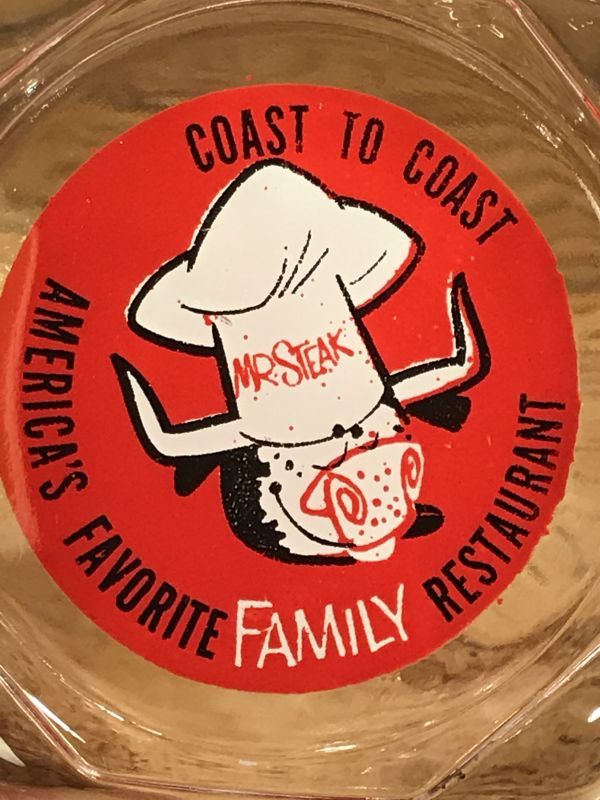 COAST TO COAST
MR. STEAK
AMERICA'S FAVORITE FAMILY RESTAURANT